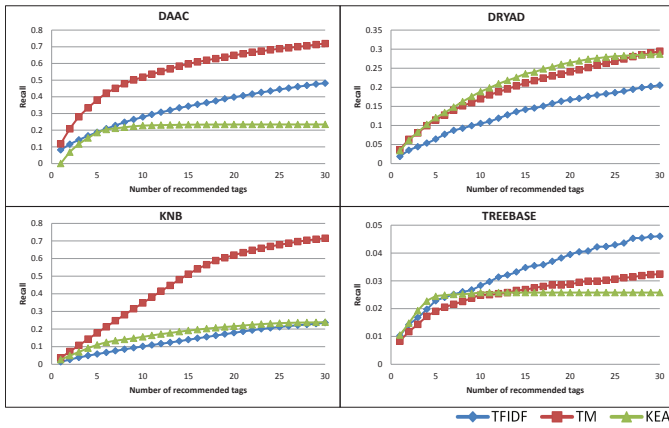 DAAC
0.8
0.7
0.6
0.5
0.4
0.3
0.2
0.1
0
Recall
0 5 10 15 20 25 30
Number of recommended tags
DRYAD
0.35
0.3
0.25
0.2
0.15
0.1
0.05
0
Recall
0 5 10 15 20 25 30
Number of recommended tags
KNB
0.8
0.7
0.6
0.5
0.4
0.3
0.2
0.1
0
Recall
0 5 10 15 20 25 30
Number of recommended tags
TREEBASE
0.05
0.04
0.03
0.02
0.01
0
Recall
0 5 10 15 20 25 30
Number of recommended tags
TFIDF TM KEA